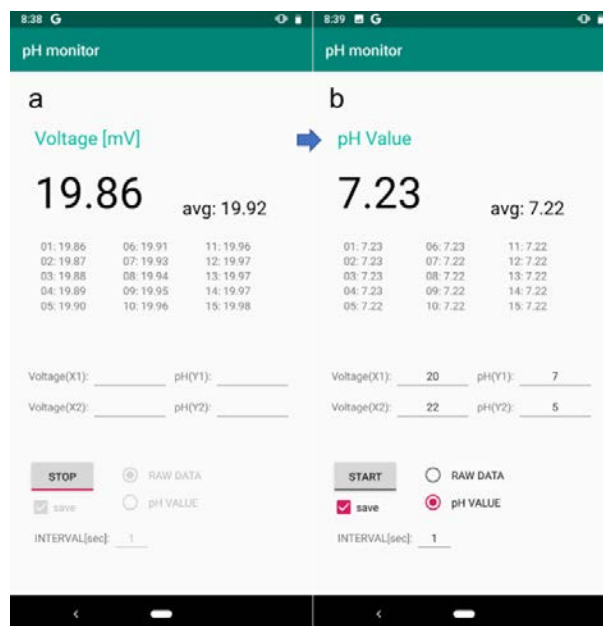 8:38 G
pH monitor
a
Voltage [mV]
19.86 avg: 19.92
01: 19.86 06: 19.91 11: 19.96
02: 19.87 07: 19.93 12: 19.97
03: 19.88 08: 19.94 13: 19.97
04: 19.89 09: 19.95 14: 19.97
05: 19.90 10: 19.96 15: 19.98
Voltage(X1): pH(Y1):
Voltage(X2): pH(Y2):
STOP RAW DATA
save pH VALUE
INTERVAL[sec]: 1
8:39 G
pH monitor
b
pH Value
7.23 avg: 7.22
01: 7.23 06: 7.23 11: 7.22
02: 7.23 07: 7.22 12: 7.22
03: 7.23 08: 7.22 13: 7.22
04: 7.23 09: 7.22 14: 7.22
05: 7.22 10: 7.22 15: 7.22
Voltage(X1): 20 pH(Y1): 7
Voltage(X2): 22 pH(Y2): 5
START RAW DATA
save pH VALUE
INTERVAL[sec]: 1